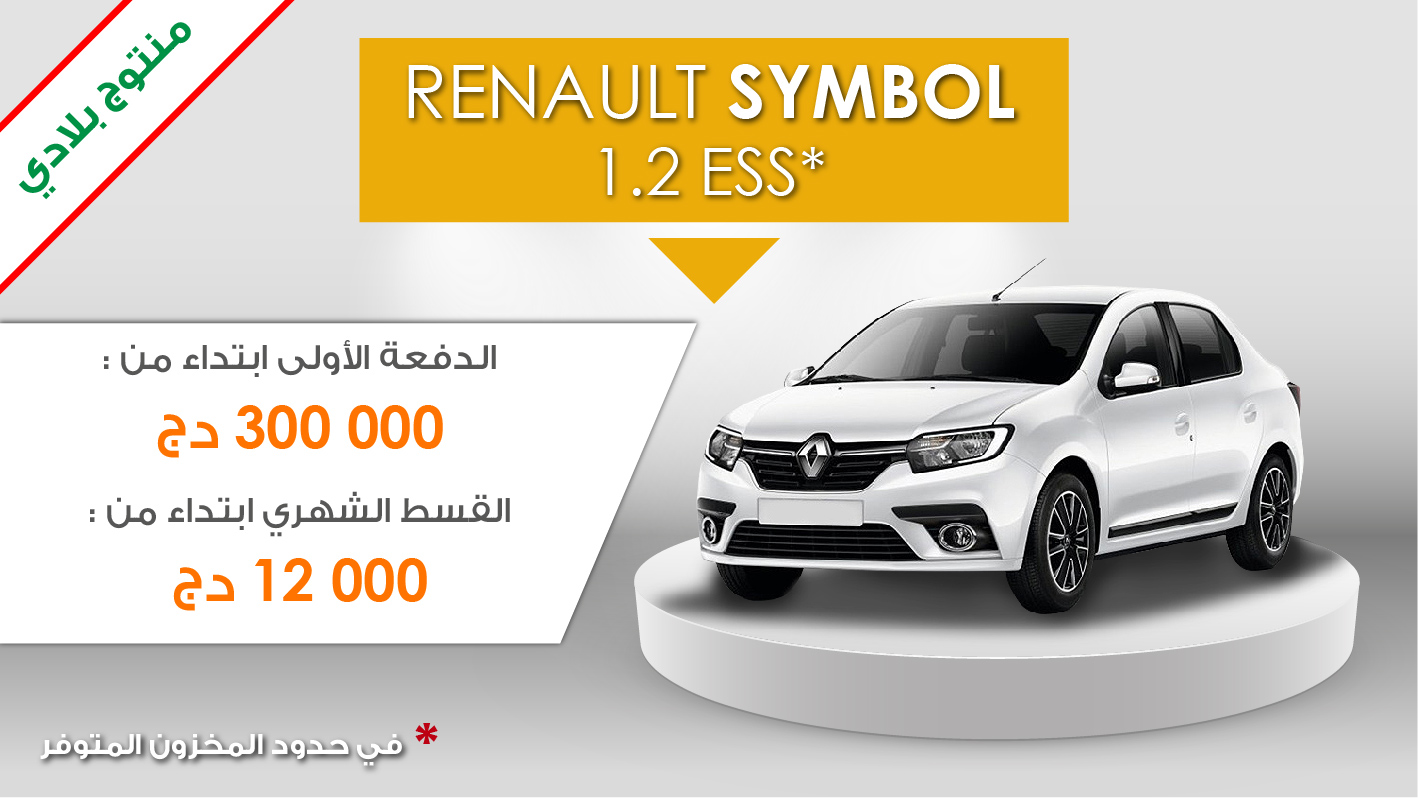 منتوج بلادي
RENAULT SYMBOL
1.2 ESS*
الدفعة الأولى ابتداء من :
300 000 دج
القسط الشهري ابتداء من :
12 000 دج
* في حدود المخزون المتوفر